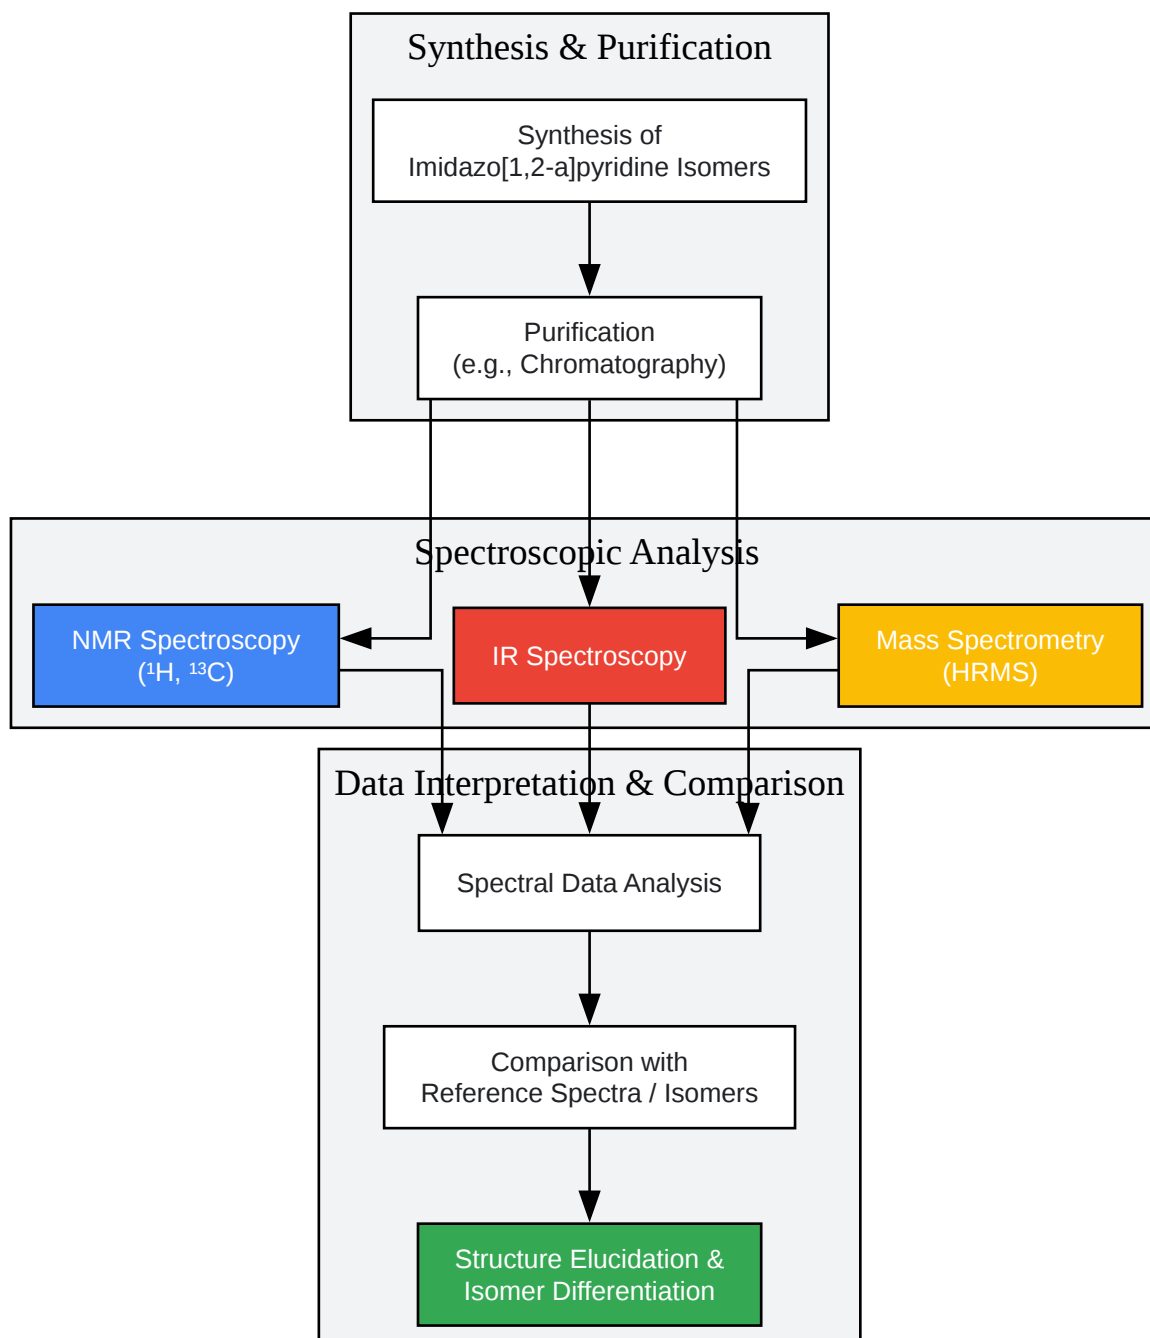 Synthesis & Purification
Synthesis of
Imidazo[1,2-a]pyridine Isomers
Purification
(e.g., Chromatography)
Spectroscopic Analysis
NMR Spectroscopy
(¹H, ¹³C)
IR Spectroscopy
Mass Spectrometry
(HRMS)
Data Interpretation & Comparison
Spectral Data Analysis
Comparison with
Reference Spectra / Isomers
Structure Elucidation &
Isomer Differentiation